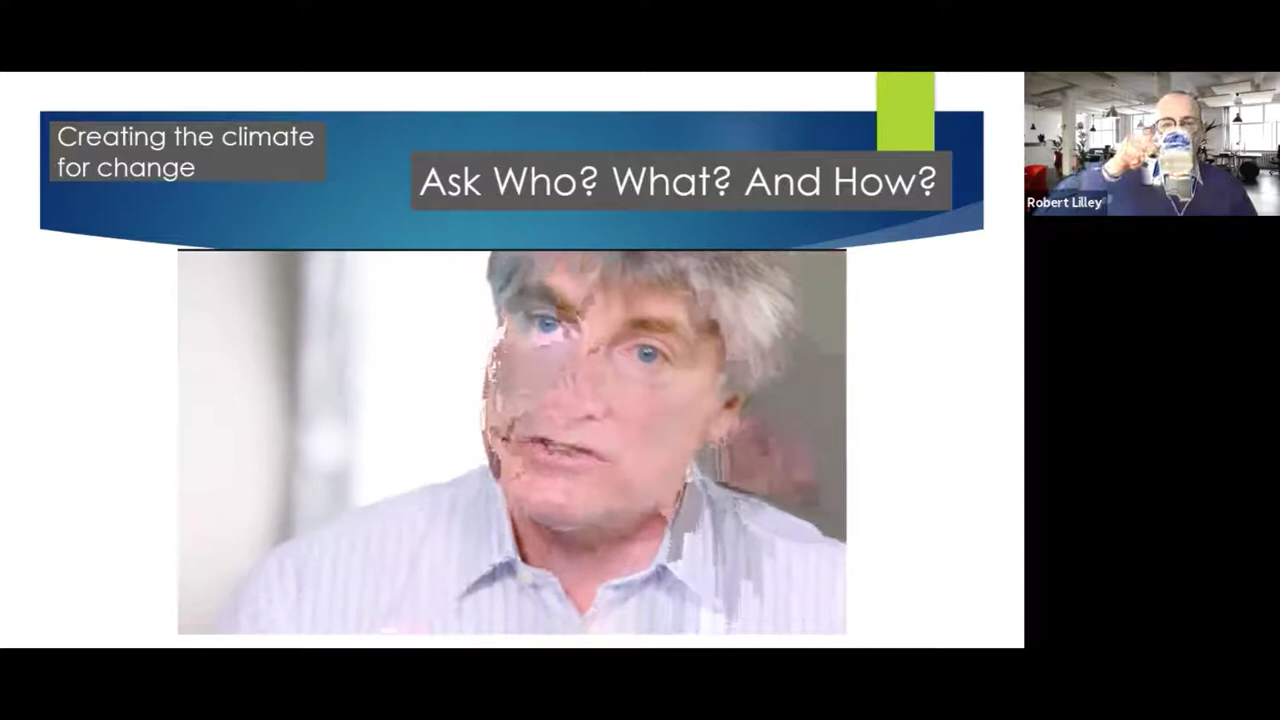 Creating the climate
for change
Ask Who? What? And How?
Robert Lilley